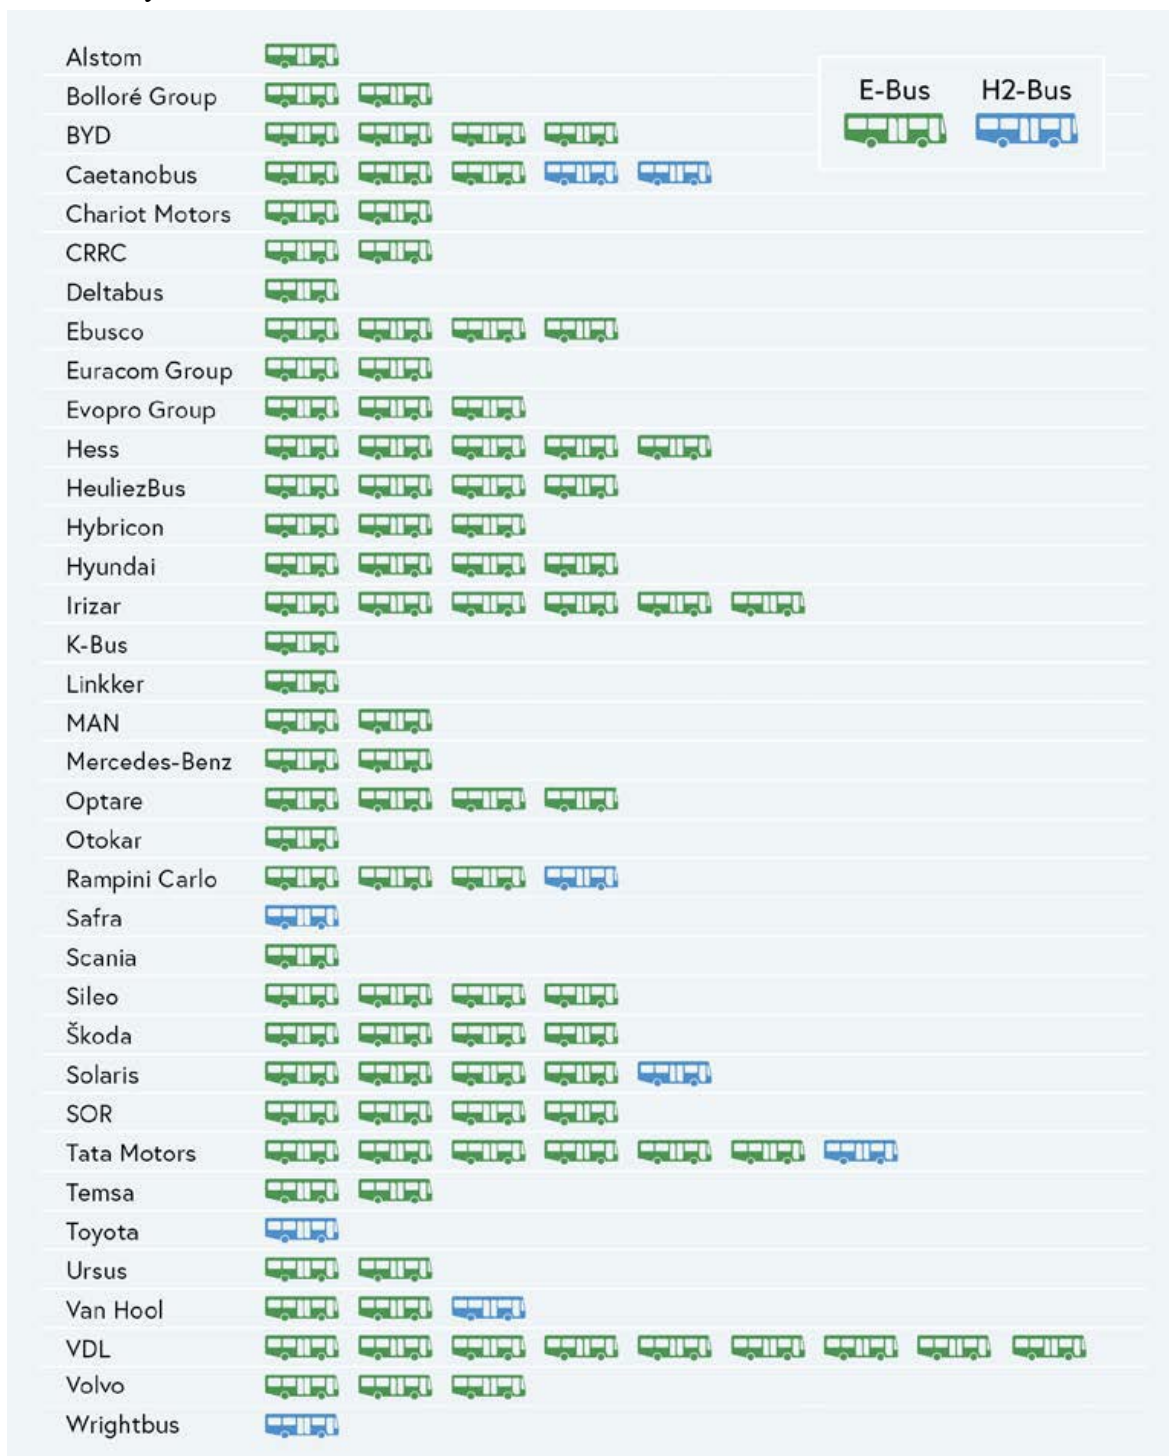 Alstom
E-Bus H2-Bus
Bolloré Group
BYD
Caetanobus
Chariot Motors
CRRC
Deltabus
Ebusco
Euracom Group
Evopro Group
Hess
HeuliezBus
Hybricon
Hyundai
Irizar
K-Bus
Linkker
MAN
Mercedes-Benz
Optare
Otokar
Rampini Carlo
Safra
Scania
Sileo
Škoda
Solaris
SOR
Tata Motors
Temsa
Toyota
Ursus
Van Hool
VDL
Volvo
Wrightbus